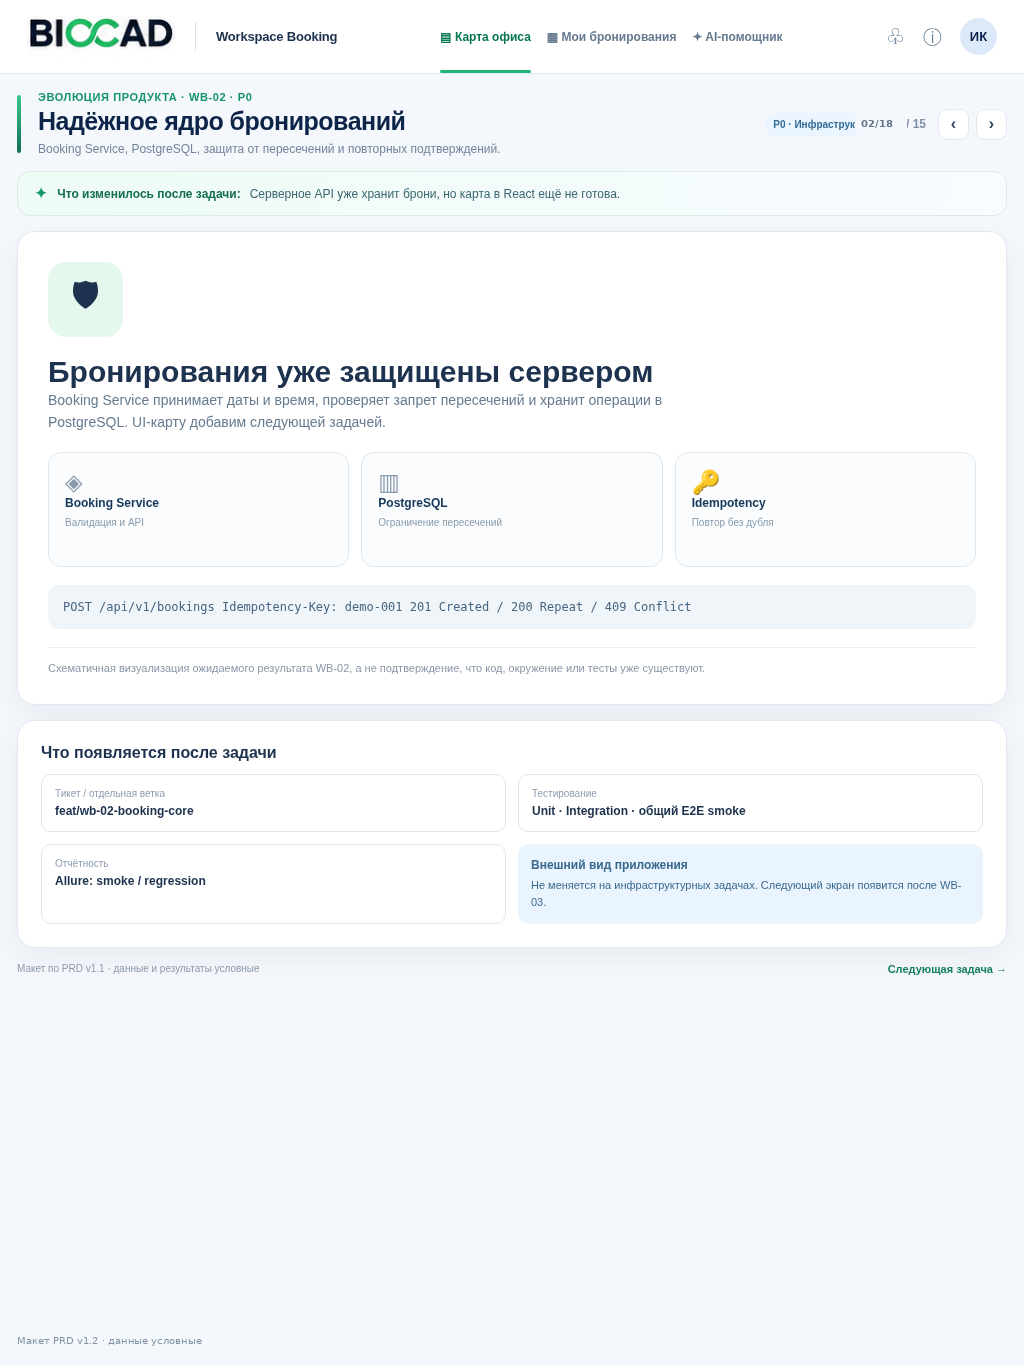 BIOCAD
Workspace Booking
Карта офиса
Мои бронирования
AI-помощник
ИК
ЭВОЛЮЦИЯ ПРОДУКТА · WB-02 · P0
Надёжное ядро бронирований
Booking Service, PostgreSQL, защита от пересечений и повторных подтверждений.
P0 · Инфраструк 02/18 / 15
‹ ›
Что изменилось после задачи: Серверное API уже хранит брони, но карта в React ещё не готова.
Бронирования уже защищены сервером
Booking Service принимает даты и время, проверяет запрет пересечений и хранит операции в
PostgreSQL. UI-карту добавим следующей задачей.
Booking Service
Валидация и API
PostgreSQL
Ограничение пересечений
Idempotency
Повтор без дубля
POST /api/v1/bookings Idempotency-Key: demo-001 201 Created / 200 Repeat / 409 Conflict
Схематичная визуализация ожидаемого результата WB-02, а не подтверждение, что код, окружение или тесты уже существуют.
Что появляется после задачи
Тикет / отдельная ветка
feat/wb-02-booking-core
Тестирование
Unit · Integration · общий E2E smoke
Отчётность
Allure: smoke / regression
Внешний вид приложения
Не меняется на инфраструктурных задачах. Следующий экран появится после WB-
03.
Макет по PRD v1.1 · данные и результаты условные
Следующая задача →
Макет PRD v1.2 · данные условные